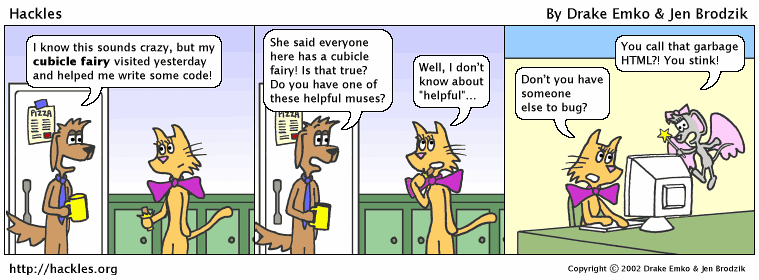 Hackles
By Drake Emko & Jen Brodzik
I know this sounds crazy, but my
cubicle fairy visited yesterday
and helped me write some code!
PIZZA
She said everyone
here has a cubicle
fairy! Is that true?
Do you have one of
these helpful muses?
Well, I don't
know about
"helpful"...
PIZZA
You call that garbage
HTML?! You stink!
Don't you have
someone
else to bug?
http://hackles.org
Copyright © 2002 Drake Emko & Jen Brodzik